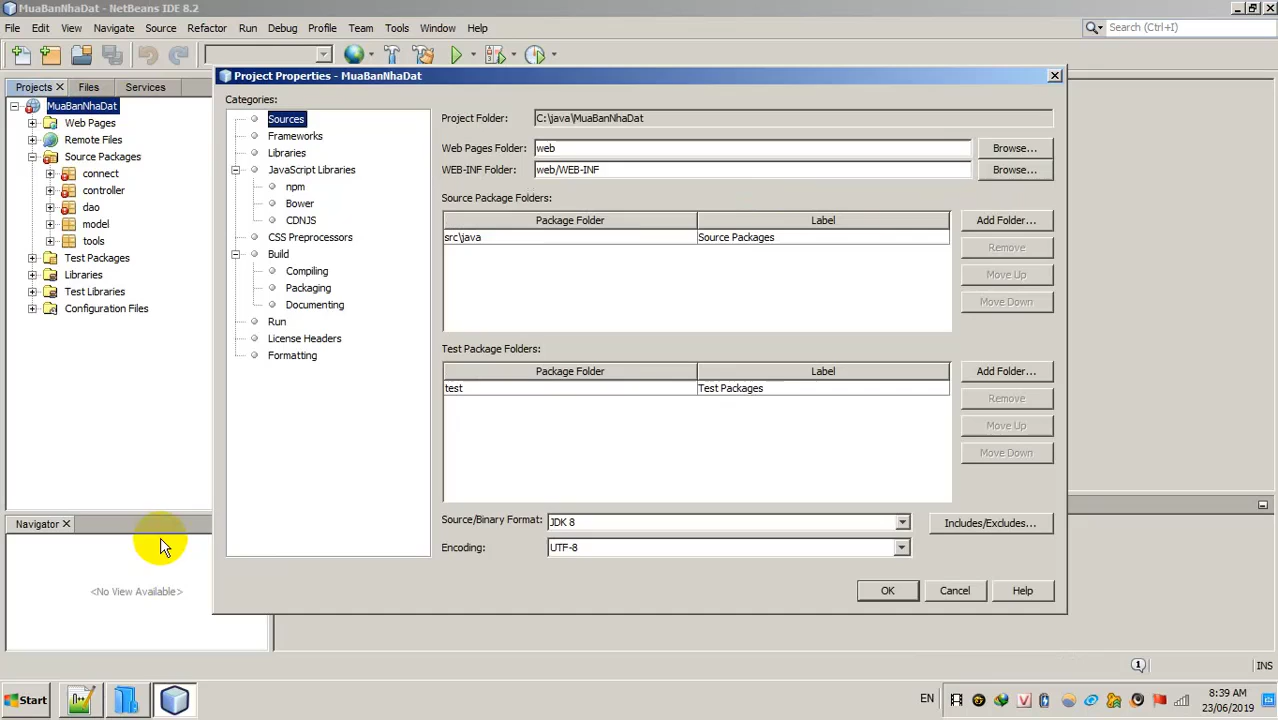 MuaBanNhaDat - NetBeans IDE 8.2
File Edit View Navigate Source Refactor Run Debug Profile Team Tools Window Help
Search (Ctrl+I)
Projects Files Services
MuaBanNhaDat
Web Pages
Remote Files
Source Packages
connect
controller
dao
model
tools
Test Packages
Libraries
Test Libraries
Configuration Files
Navigator
<No View Available>
Project Properties - MuaBanNhaDat
Categories:
Sources
Frameworks
Libraries
JavaScript Libraries
npm
Bower
CDNJS
CSS Preprocessors
Build
Compiling
Packaging
Documenting
Run
License Headers
Formatting
Project Folder: C:\java\MuaBanNhaDat
Web Pages Folder: web Browse...
WEB-INF Folder: web/WEB-INF Browse...
Source Package Folders:
Package Folder Label
src\java Source Packages
Add Folder...
Remove
Move Up
Move Down
Test Package Folders:
Package Folder Label
test Test Packages
Add Folder...
Remove
Move Up
Move Down
Source/Binary Format: JDK 8 Includes/Excludes...
Encoding: UTF-8
OK Cancel Help
1 INS
Start EN 8:39 AM
23/06/2019